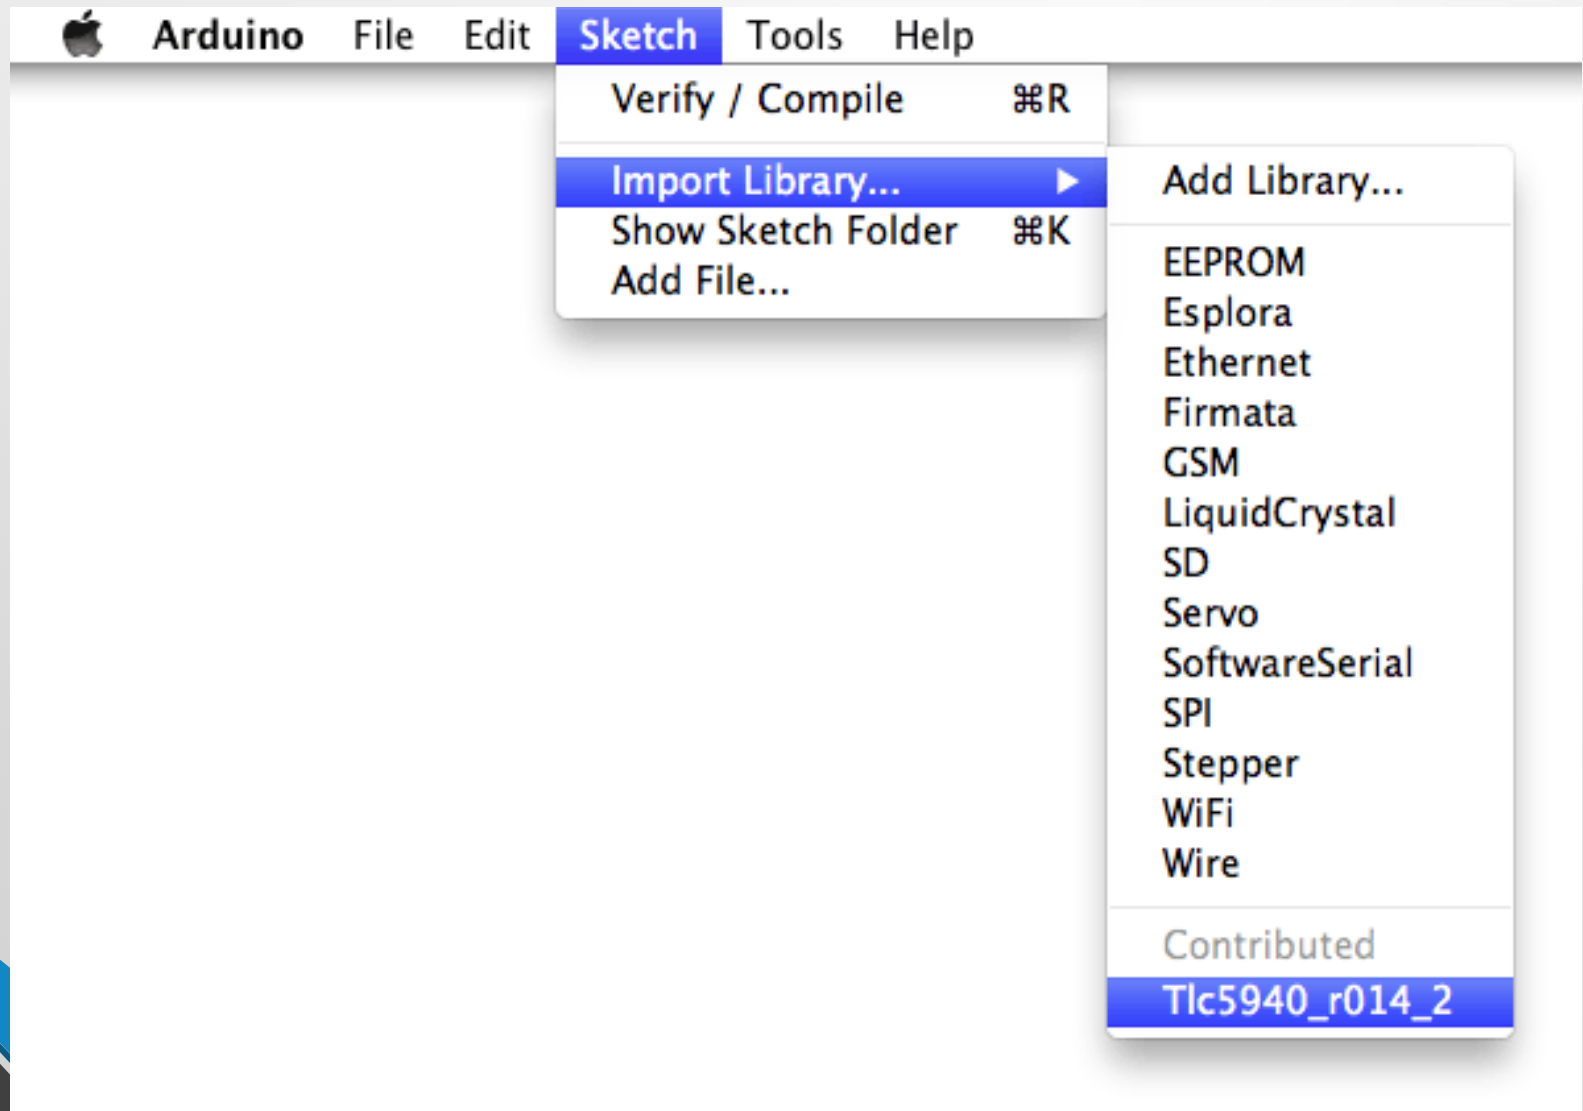 Arduino File Edit Sketch Tools Help
Verify / Compile ⌘R
Import Library... ▶
Show Sketch Folder ⌘K
Add File...
Add Library...
EEPROM
Esplora
Ethernet
Firmata
GSM
LiquidCrystal
SD
Servo
SoftwareSerial
SPI
Stepper
WiFi
Wire
Contributed
Tlc5940_r014_2